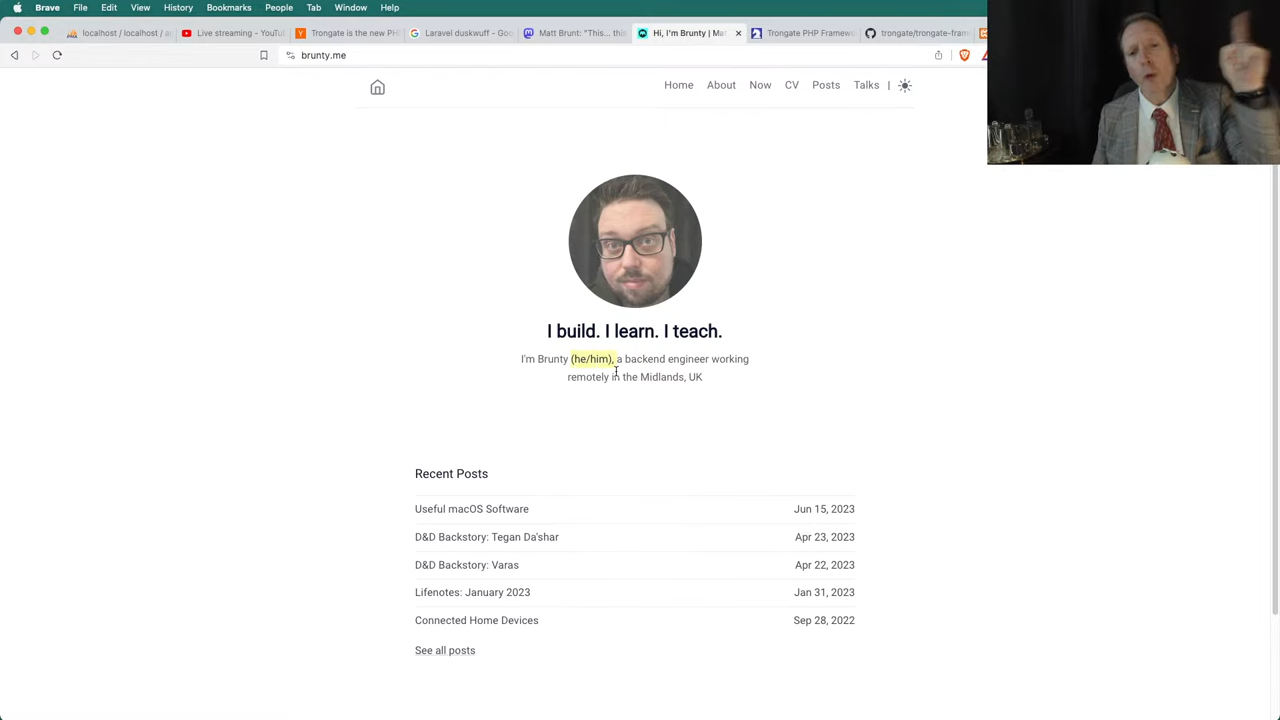 Brave File Edit View History Bookmarks People Tab Window Help
localhost / localhost / app
Live streaming - YouTu
Trongate is the new PH
Laravel duskwuff - Goo
Matt Brunt: "This... this
Hi, I'm Brunty | Ma
Trongate PHP Framew
trongate/trongate-fram
brunty.me
Home About Now CV Posts Talks |
I build. I learn. I teach.
I'm Brunty (he/him), a backend engineer working
remotely in the Midlands, UK
Recent Posts
Useful macOS Software Jun 15, 2023
D&D Backstory: Tegan Da'shar Apr 23, 2023
D&D Backstory: Varas Apr 22, 2023
Lifenotes: January 2023 Jan 31, 2023
Connected Home Devices Sep 28, 2022
See all posts